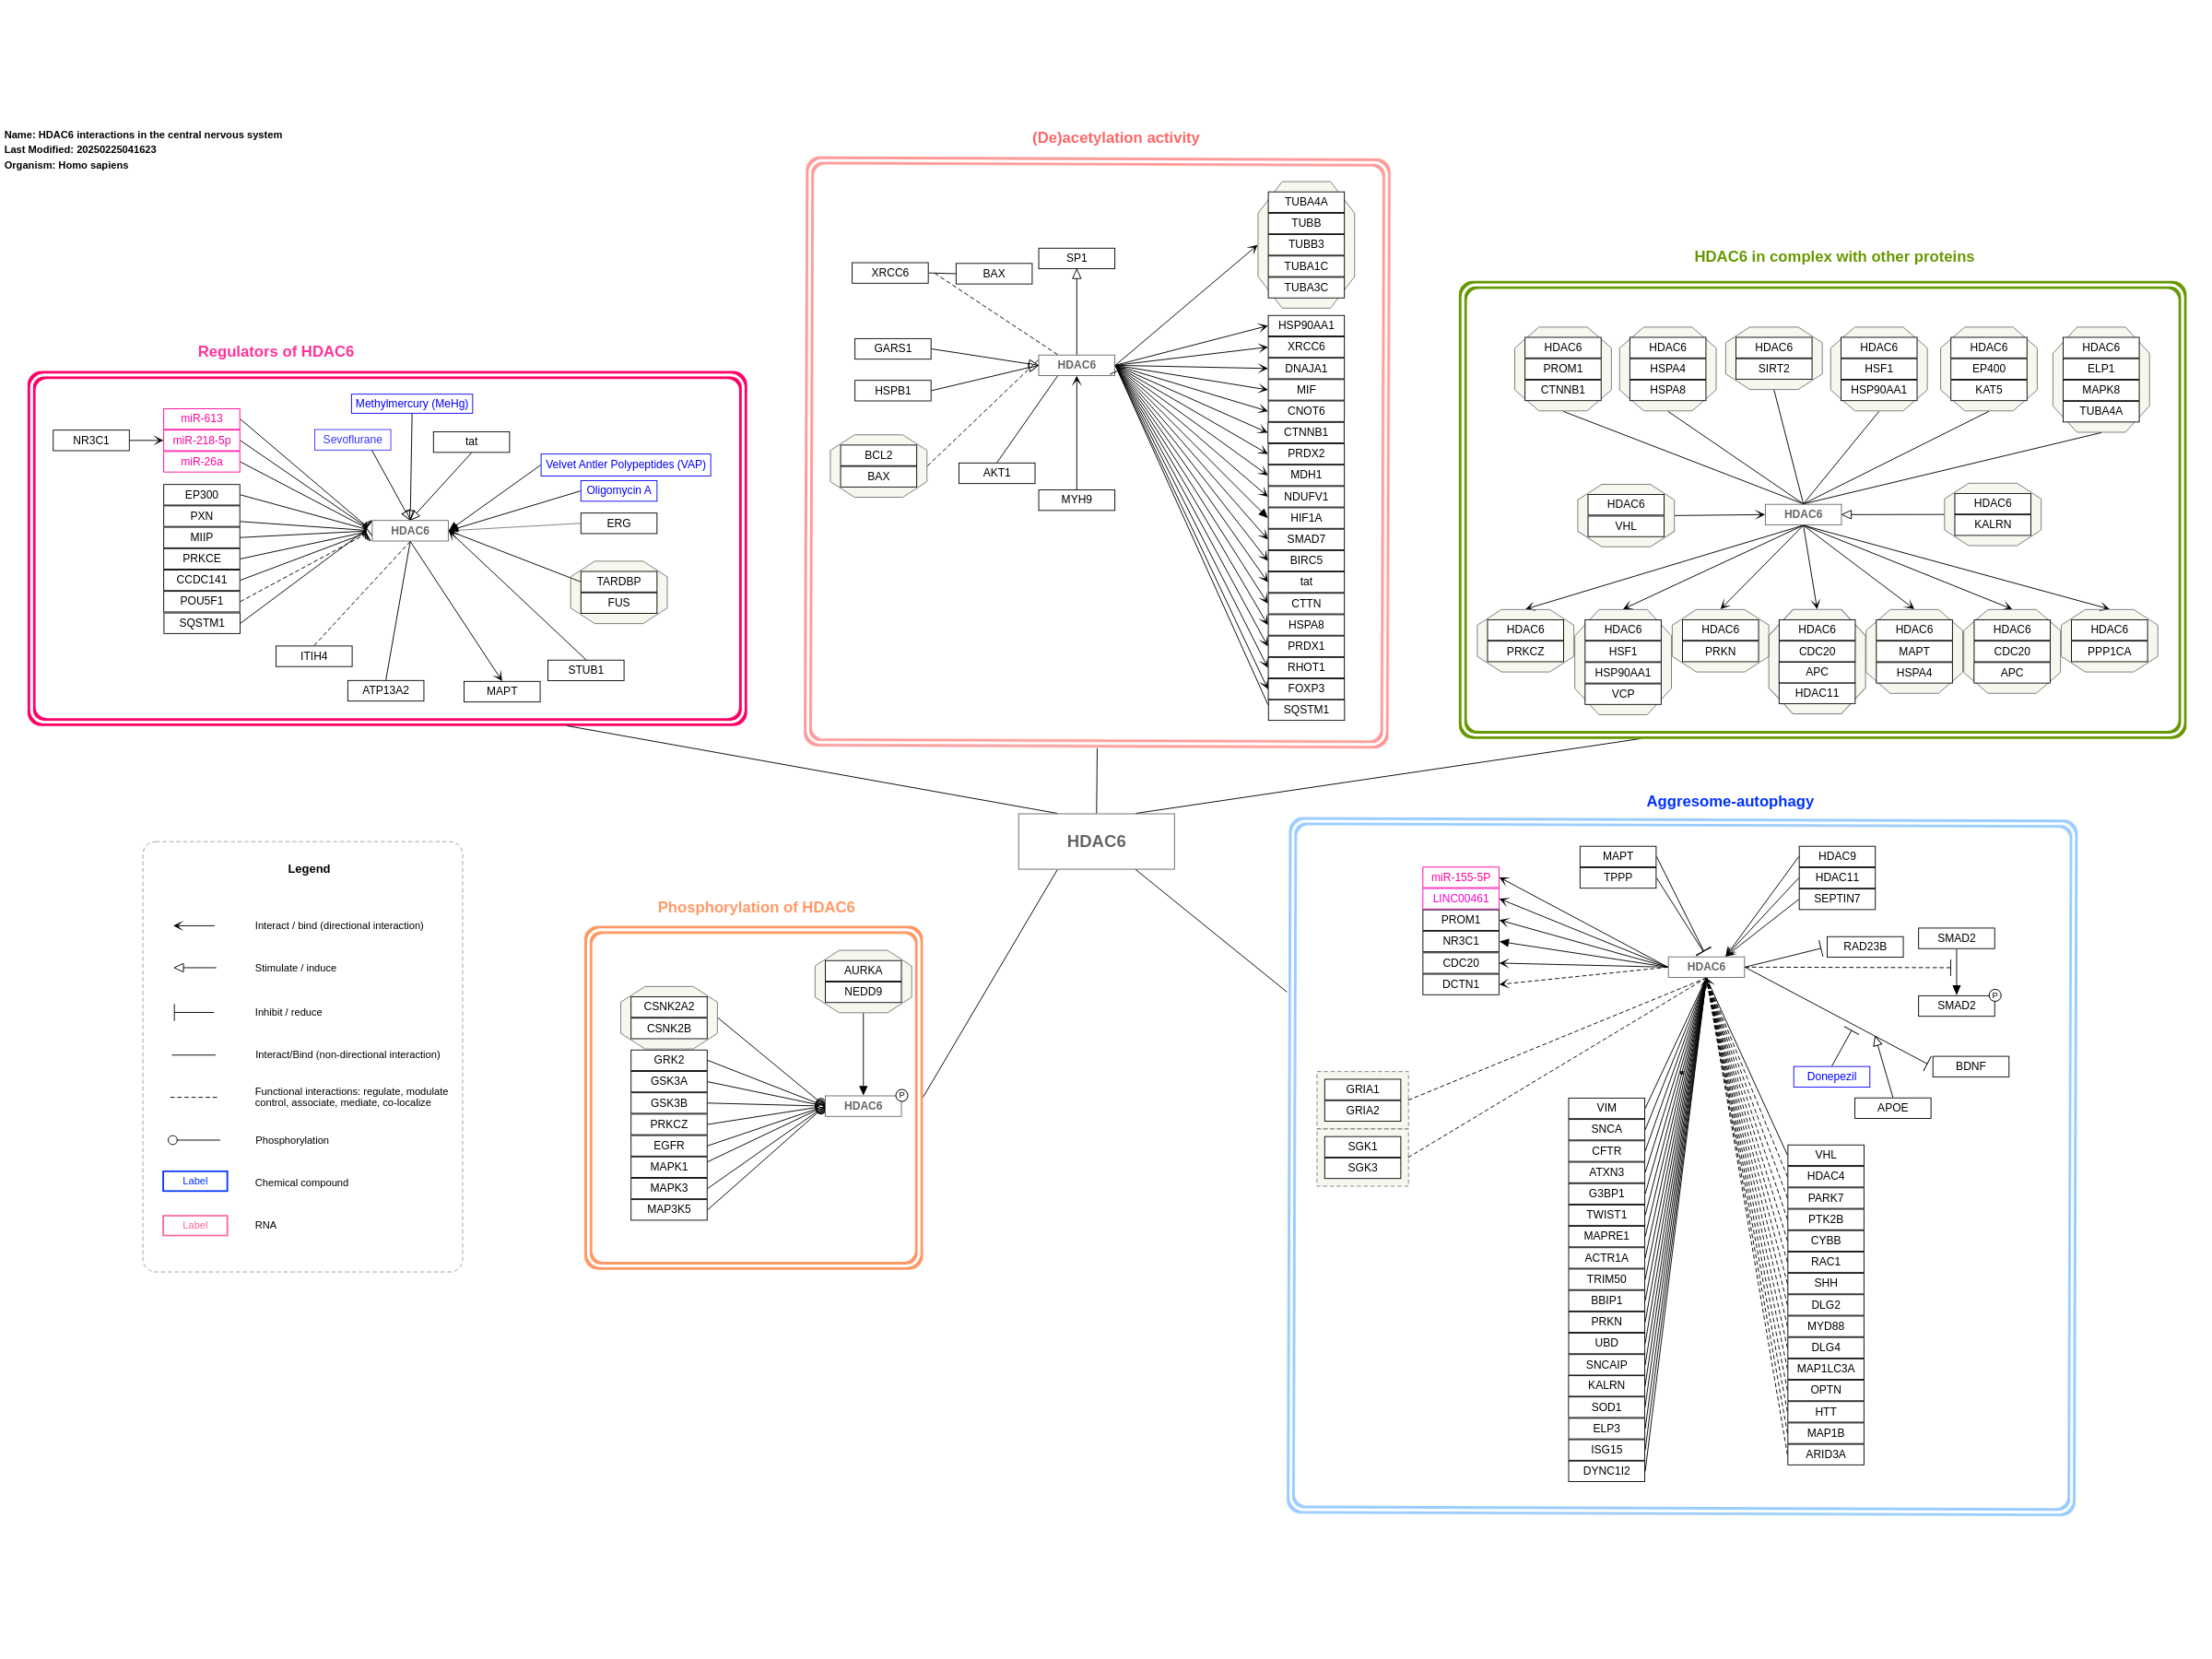 Name: HDAC6 interactions in the central nervous system
Last Modified: 20250225041623
Organism: Homo sapiens
Regulators of HDAC6
NR3C1
miR-613
miR-218-5p
miR-26a
EP300
PXN
MIIP
PRKCE
CCDC141
POU5F1
SQSTM1
Methylmercury (MeHg)
Sevoflurane
tat
Velvet Antler Polypeptides (VAP)
Oligomycin A
ERG
HDAC6
TARDBP
FUS
ITIH4
ATP13A2
MAPT
STUB1
(De)acetylation activity
XRCC6
BAX
SP1
GARS1
HSPB1
HDAC6
BCL2
BAX
AKT1
MYH9
TUBA4A
TUBB
TUBB3
TUBA1C
TUBA3C
HSP90AA1
XRCC6
DNAJA1
MIF
CNOT6
CTNNB1
PRDX2
MDH1
NDUFV1
HIF1A
SMAD7
BIRC5
tat
CTTN
HSPA8
PRDX1
RHOT1
FOXP3
SQSTM1
HDAC6 in complex with other proteins
HDAC6
PROM1
CTNNB1
HDAC6
HSPA4
HSPA8
HDAC6
SIRT2
HDAC6
HSF1
HSP90AA1
HDAC6
EP400
KAT5
HDAC6
ELP1
MAPK8
TUBA4A
HDAC6
VHL
HDAC6
HDAC6
KALRN
HDAC6
PRKCZ
HDAC6
HSF1
HSP90AA1
VCP
HDAC6
PRKN
HDAC6
CDC20
APC
HDAC11
HDAC6
MAPT
HSPA4
HDAC6
CDC20
APC
HDAC6
PPP1CA
HDAC6
Legend
Interact / bind (directional interaction)
Stimulate / induce
Inhibit / reduce
Interact/Bind (non-directional interaction)
Functional interactions: regulate, modulate
control, associate, mediate, co-localize
Phosphorylation
Label
Chemical compound
Label
RNA
Phosphorylation of HDAC6
AURKA
NEDD9
CSNK2A2
CSNK2B
GRK2
GSK3A
GSK3B
PRKCZ
EGFR
MAPK1
MAPK3
MAP3K5
HDAC6
P
Aggresome-autophagy
miR-155-5P
LINC00461
PROM1
NR3C1
CDC20
DCTN1
MAPT
TPPP
HDAC9
HDAC11
SEPTIN7
HDAC6
RAD23B
SMAD2
SMAD2
P
BDNF
Donepezil
APOE
GRIA1
GRIA2
SGK1
SGK3
VIM
SNCA
CFTR
ATXN3
G3BP1
TWIST1
MAPRE1
ACTR1A
TRIM50
BBIP1
PRKN
UBD
SNCAIP
KALRN
SOD1
ELP3
ISG15
DYNC1I2
VHL
HDAC4
PARK7
PTK2B
CYBB
RAC1
SHH
DLG2
MYD88
DLG4
MAP1LC3A
OPTN
HTT
MAP1B
ARID3A